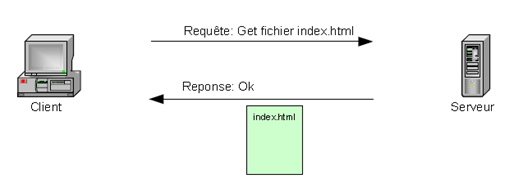 Requête: Get fichier index.html
Reponse: Ok
Client
Serveur
index.html